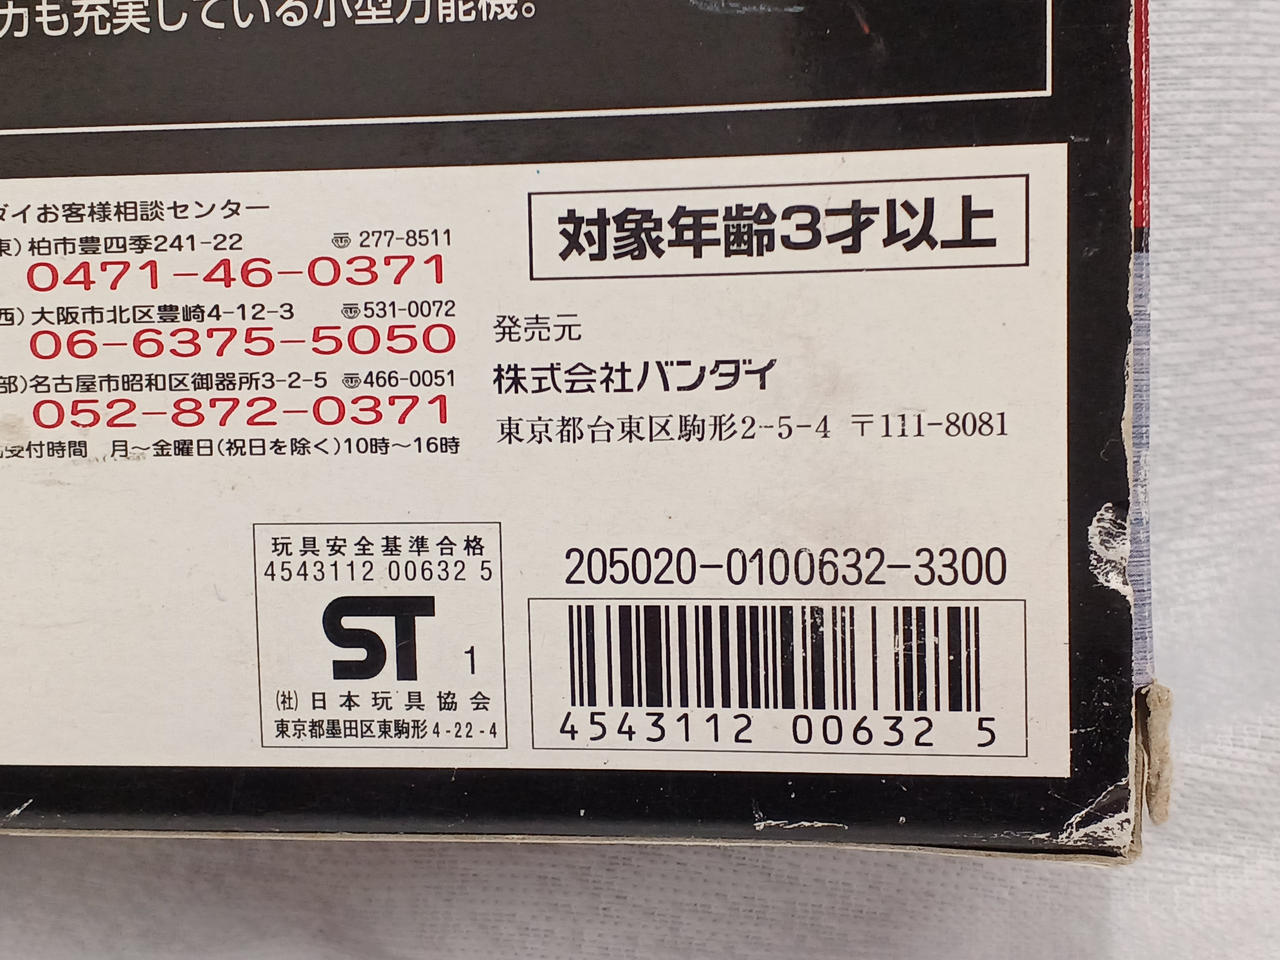 力も充実している小型万能機。
ダイお客様相談センター
東)柏市豊四季241-22 277-8511
0471-46-0371
西)大阪市北区豊崎4-12-3 531-0072
06-6375-5050
部)名古屋市昭和区御器所3-2-5 466-0051
052-872-0371
受付時間 月〜金曜日(祝日を除く)10時〜16時
対象年齢3才以上
発売元
株式会社バンダイ
東京都台東区駒形2-5-4 〒111-8081
玩具安全基準合格
4543112 00632 5
ST 1
(社)日本玩具協会
東京都墨田区東駒形4-22-4
205020-0100632-3300
4543112 00632 5